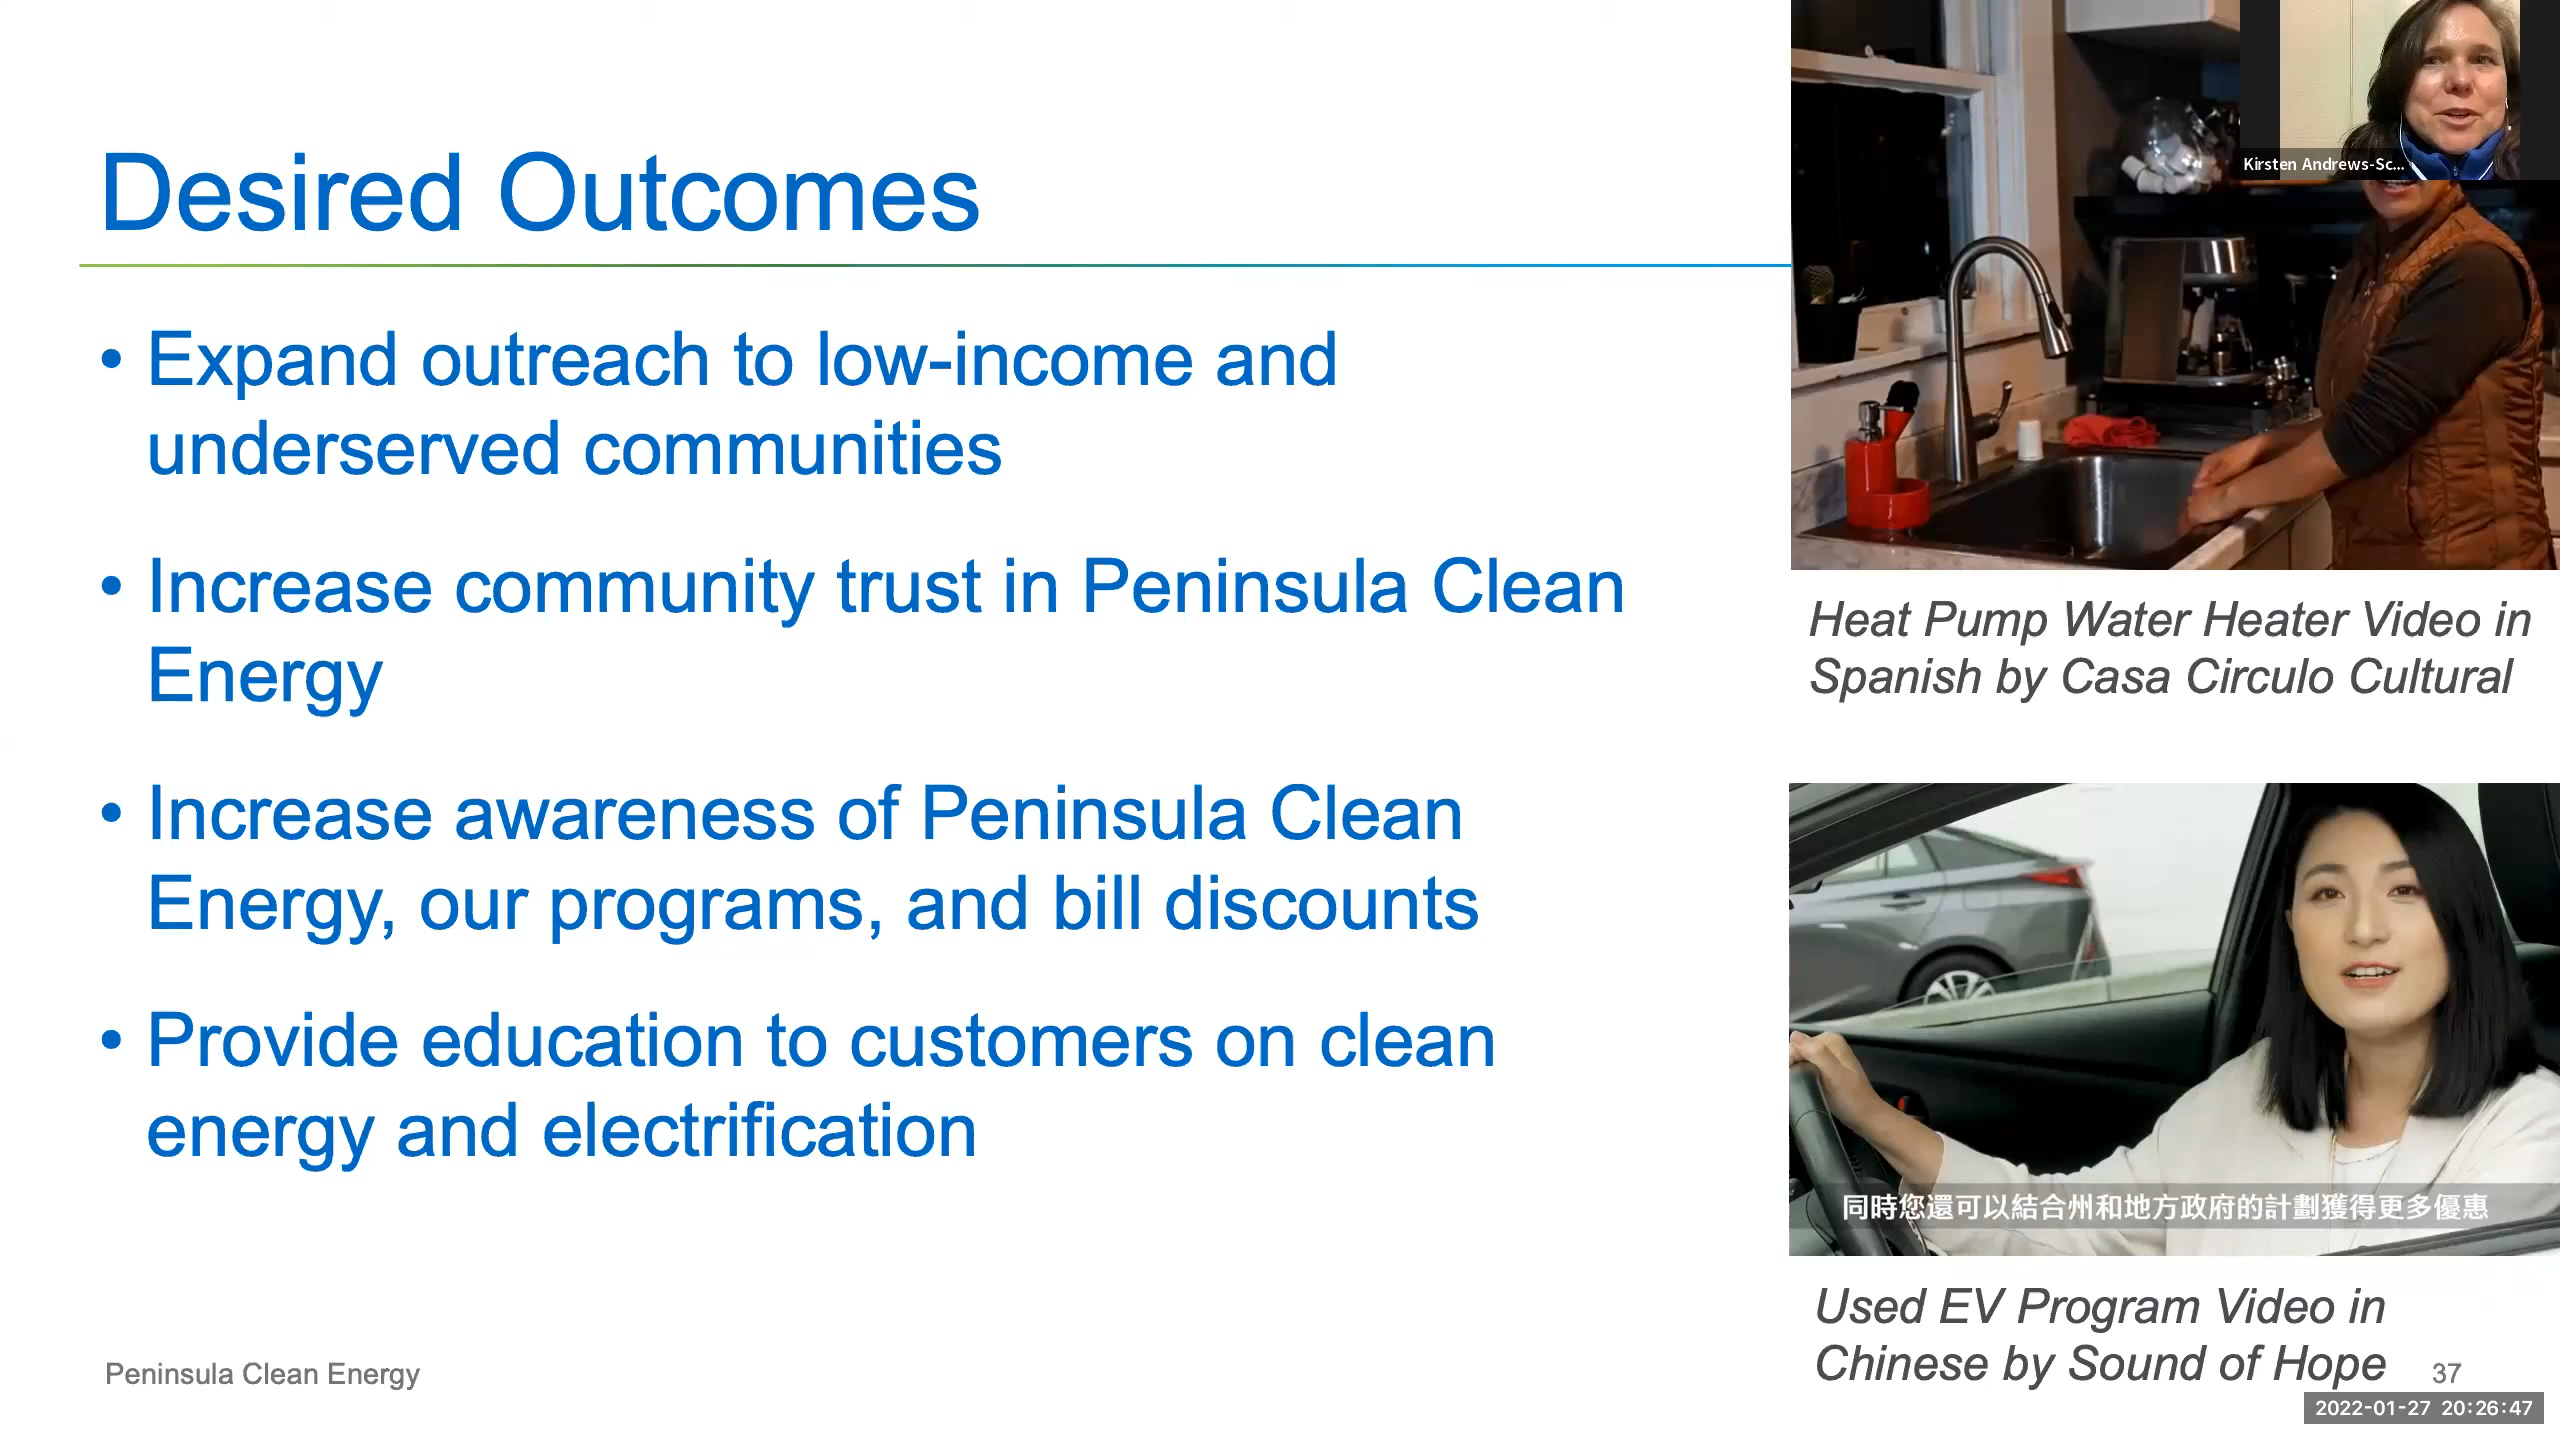 Desired Outcomes
• Expand outreach to low-income and
underserved communities
• Increase community trust in Peninsula Clean
Energy
• Increase awareness of Peninsula Clean
Energy, our programs, and bill discounts
• Provide education to customers on clean
energy and electrification
Kirsten Andrews-Sc...
Heat Pump Water Heater Video in
Spanish by Casa Circulo Cultural
同時您還可以結合州和地方政府的計劃獲得更多優惠
Used EV Program Video in
Chinese by Sound of Hope
Peninsula Clean Energy
37
2022-01-27 20:26:47